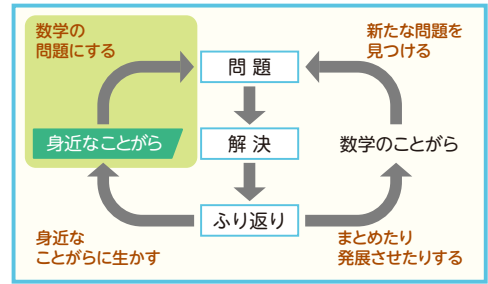 数学の
問題にする
新たな問題を
見つける
問題
身近なことがら
解決
数学のことがら
ふり返り
身近な
ことがらに生かす
まとめたり
発展させたりする